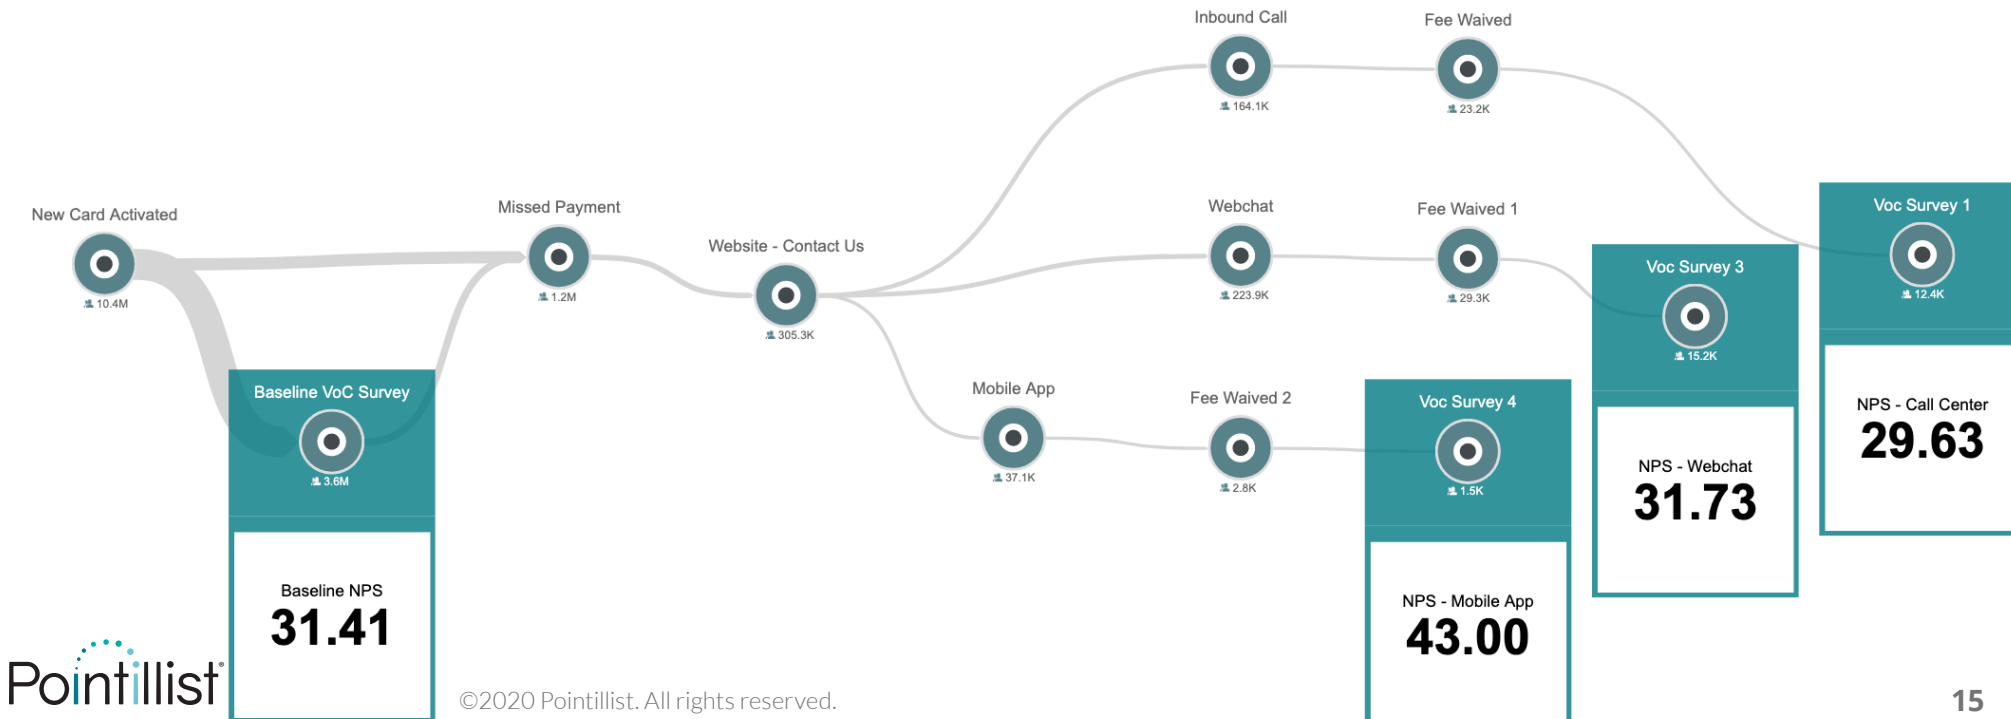 Inbound Call
164.1K
Fee Waived
23.2K
New Card Activated
10.4M
Missed Payment
1.2M
Website - Contact Us
305.3K
Webchat
223.9K
Fee Waived 1
29.3K
Voc Survey 3
15.2K
NPS - Webchat
31.73
Voc Survey 1
12.4K
NPS - Call Center
29.63
Baseline VoC Survey
3.6M
Baseline NPS
31.41
Mobile App
37.1K
Fee Waived 2
2.8K
Voc Survey 4
1.5K
NPS - Mobile App
43.00
Pointillist
©2020 Pointillist. All rights reserved.
15